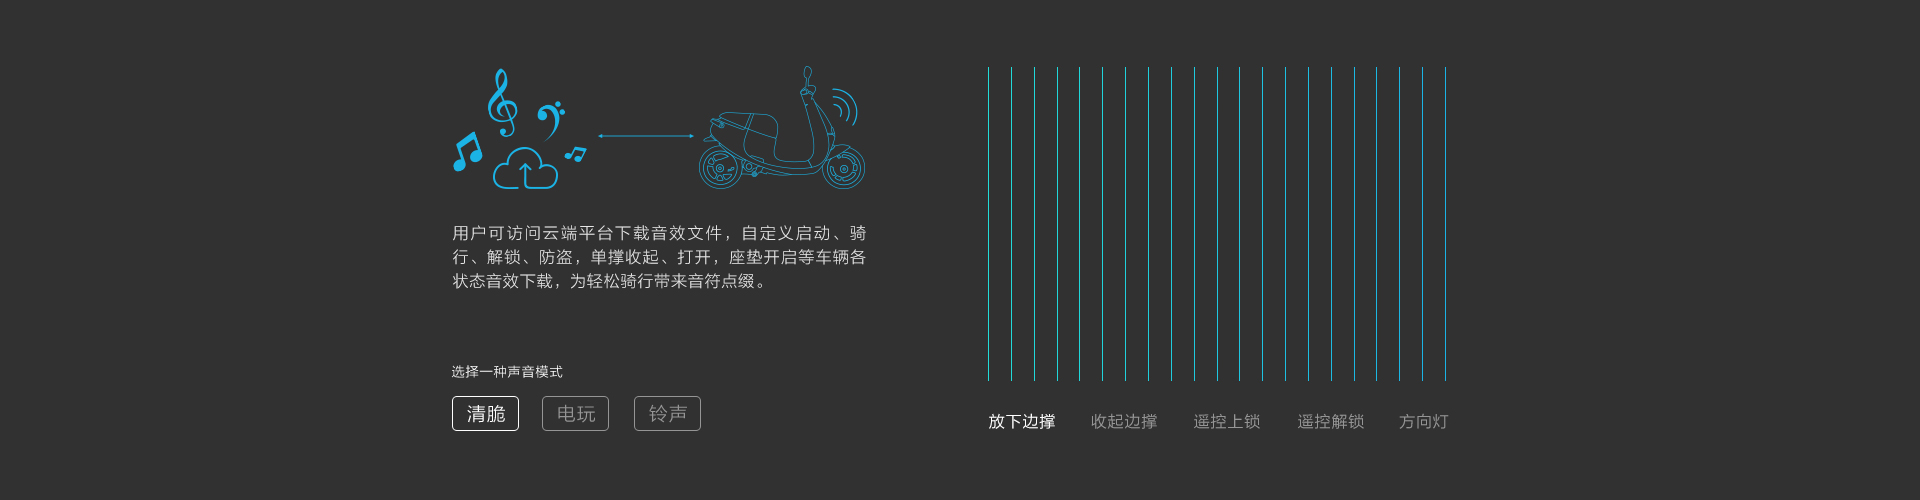 用户可访问云端平台下载音效文件，自定义启动、骑
行、解锁、防盗，单撑收起、打开，座垫开启等车辆各
状态音效下载，为轻松骑行带来音符点缀。
选择一种声音模式
清脆 电玩 铃声
放下边撑 收起边撑 遥控上锁 遥控解锁 方向灯